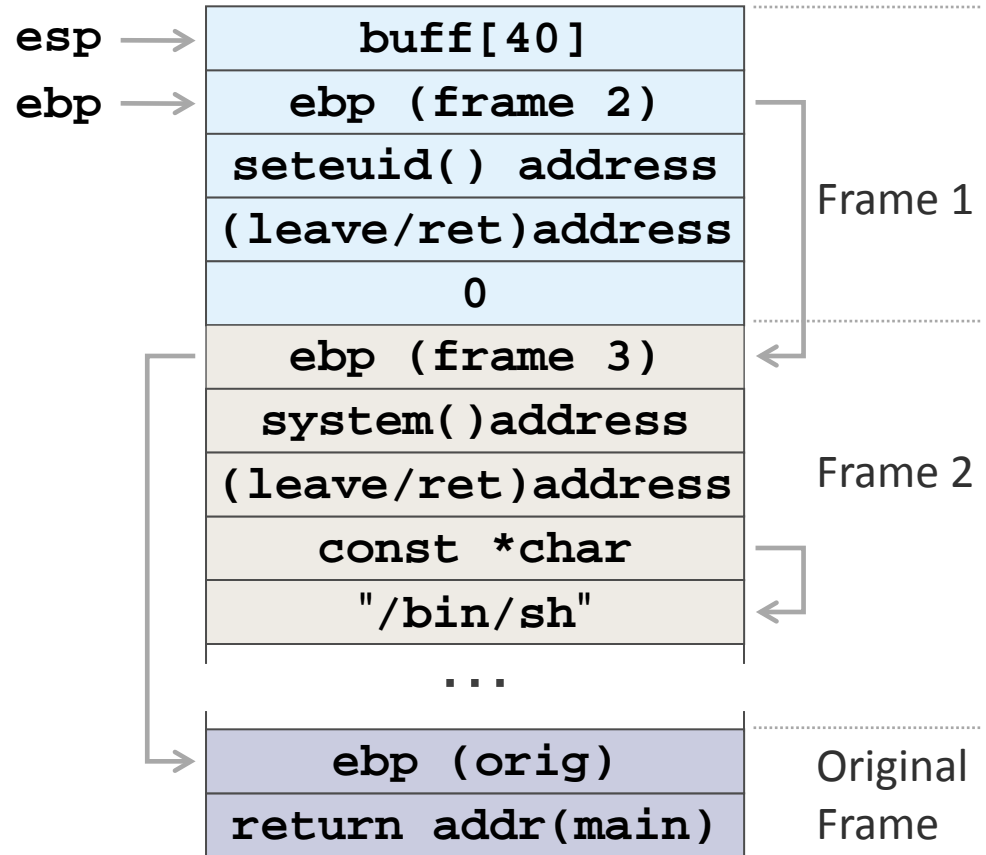 esp
buff[40]
ebp
ebp (frame 2)
seteuid() address
(leave/ret)address
0
Frame 1
ebp (frame 3)
system()address
(leave/ret)address
const *char
"/bin/sh"
Frame 2
...
ebp (orig)
return addr(main)
Original
Frame